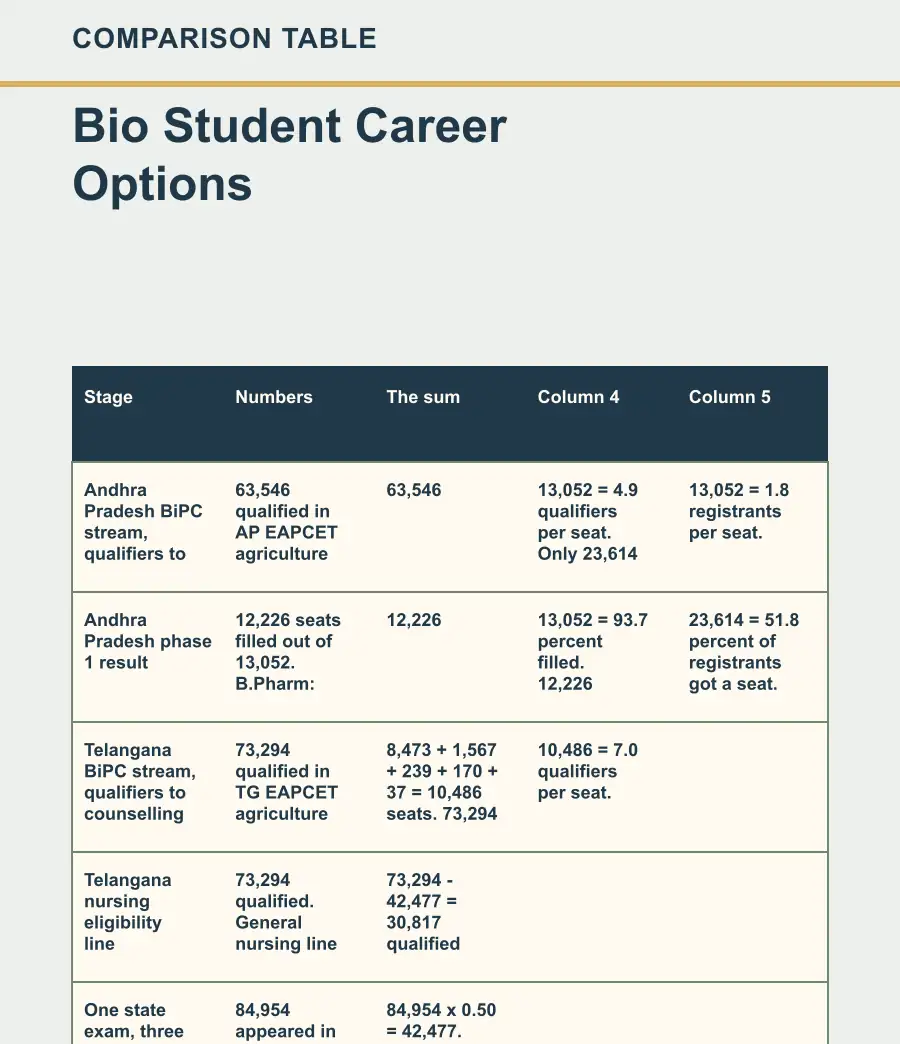 COMPARISON TABLE
Bio Student Career
Options
Stage
Numbers
The sum
Column 4
Column 5
Andhra
Pradesh BiPC
stream,
qualifiers to
63,546
qualified in
AP EAPCET
agriculture
63,546
13,052 = 4.9
qualifiers
per seat.
Only 23,614
13,052 = 1.8
registrants
per seat.
Andhra
Pradesh phase
1 result
12,226 seats
filled out of
13,052.
B.Pharm:
12,226
13,052 = 93.7
percent
filled.
12,226
23,614 = 51.8
percent of
registrants
got a seat.
Telangana
BiPC stream,
qualifiers to
counselling
73,294
qualified in
TG EAPCET
agriculture
8,473 + 1,567
+ 239 + 170 +
37 = 10,486
seats. 73,294
10,486 = 7.0
qualifiers
per seat.
Telangana
nursing
eligibility
line
73,294
qualified.
General
nursing line
73,294 -
42,477 =
30,817
qualified
One state
exam, three
84,954
appeared in
84,954 x 0.50
= 42,477.